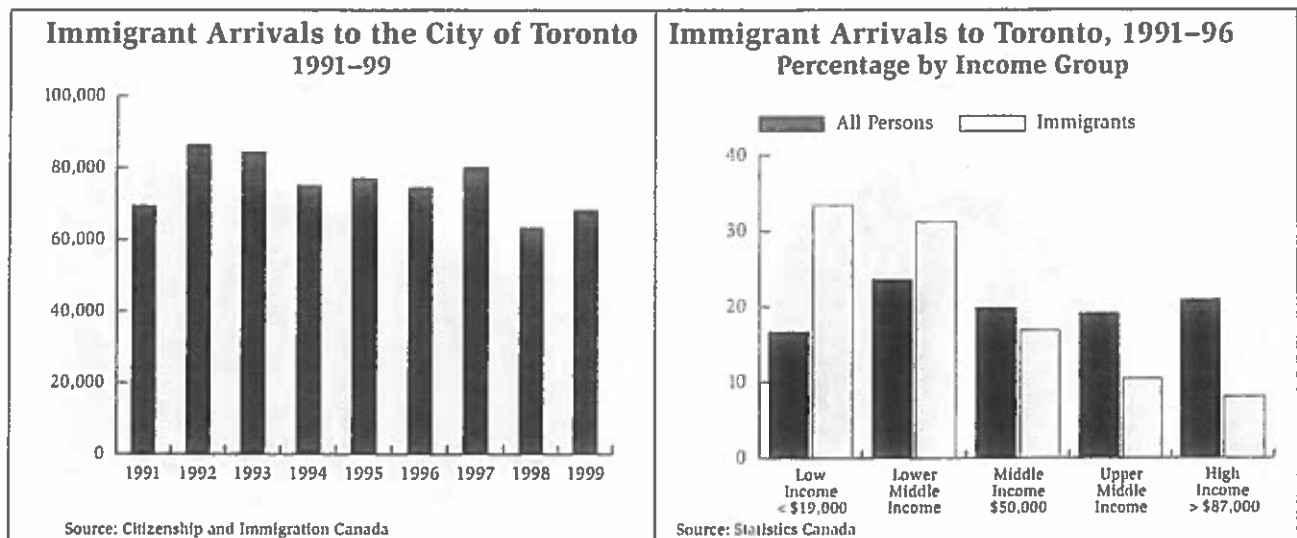 Immigrant Arrivals to the City of Toronto
1991–99
100,000
80,000
60,000
40,000
20,000
0
1991 1992 1993 1994 1995 1996 1997 1998 1999
Source: Citizenship and Immigration Canada
Immigrant Arrivals to Toronto, 1991–96
Percentage by Income Group
All Persons Immigrants
40
30
20
10
0
Low Income < $19,000
Lower Middle Income
Middle Income $50,000
Upper Middle Income
High Income > $87,000
Source: Statistics Canada